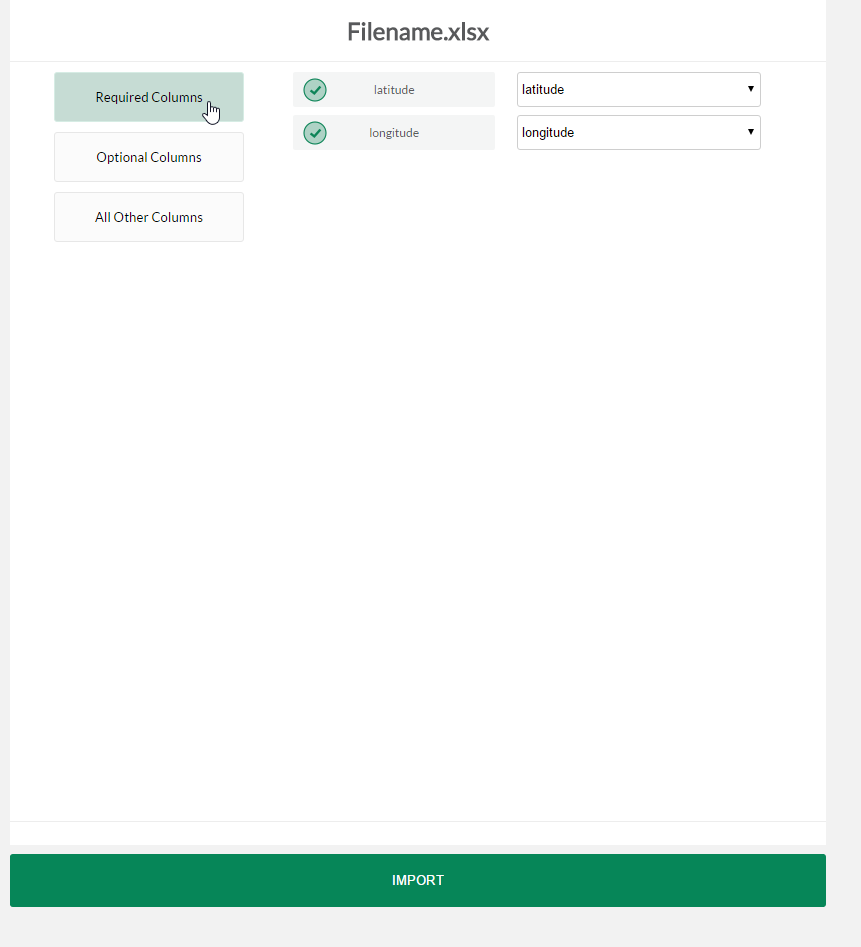 Filename.xlsx
Required Columns
Optional Columns
All Other Columns
latitude latitude
longitude longitude
IMPORT